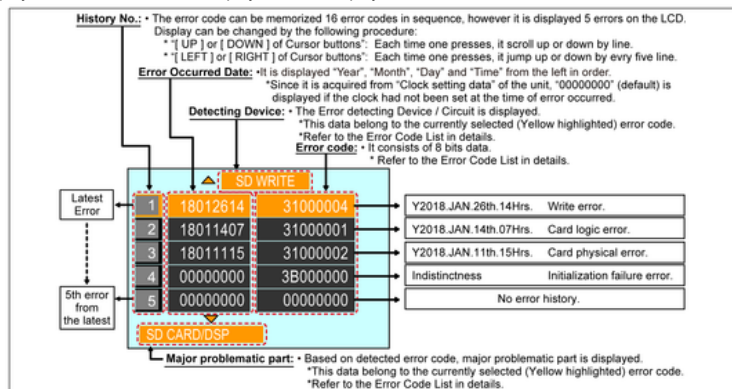 History No.: • The error code can be memorized 16 error codes in sequence, however it is displayed 5 errors on the LCD.
Display can be changed by the following procedure:
* "[ UP ] or [ DOWN ] of Cursor buttons": Each time one presses, it scroll up or down by line.
* "[ LEFT ] or [ RIGHT ] of Cursor buttons": Each time one presses, it jump up or down by evry five line.
Error Occurred Date: •It is displayed "Year", "Month", "Day" and "Time" from the left in order.
*Since it is acquired from "Clock setting data" of the unit, "00000000" (default) is
displayed if the clock had not been set at the time of error occurred.
Detecting Device: • The Error detecting Device / Circuit is displayed.
*This data belong to the currently selected (Yellow highlighted) error code.
*Refer to the Error Code List in details.
Error code: • It consists of 8 bits data.
* Refer to the Error Code List in details.
SD WRITE
Latest
Error
1 18012614 31000004 Y2018.JAN.26th.14Hrs. Write error.
2 18011407 31000001 Y2018.JAN.14th.07Hrs. Card logic error.
3 18011115 31000002 Y2018.JAN.11th.15Hrs. Card physical error.
4 00000000 3B000000 Indistinctness Initialization failure error.
5th error
from
the latest
5 00000000 00000000 No error history.
SD CARD/DSP
Major problematic part: • Based on detected error code, major problematic part is displayed.
*This data belong to the currently selected (Yellow highlighted) error code.
*Refer to the Error Code List in details.